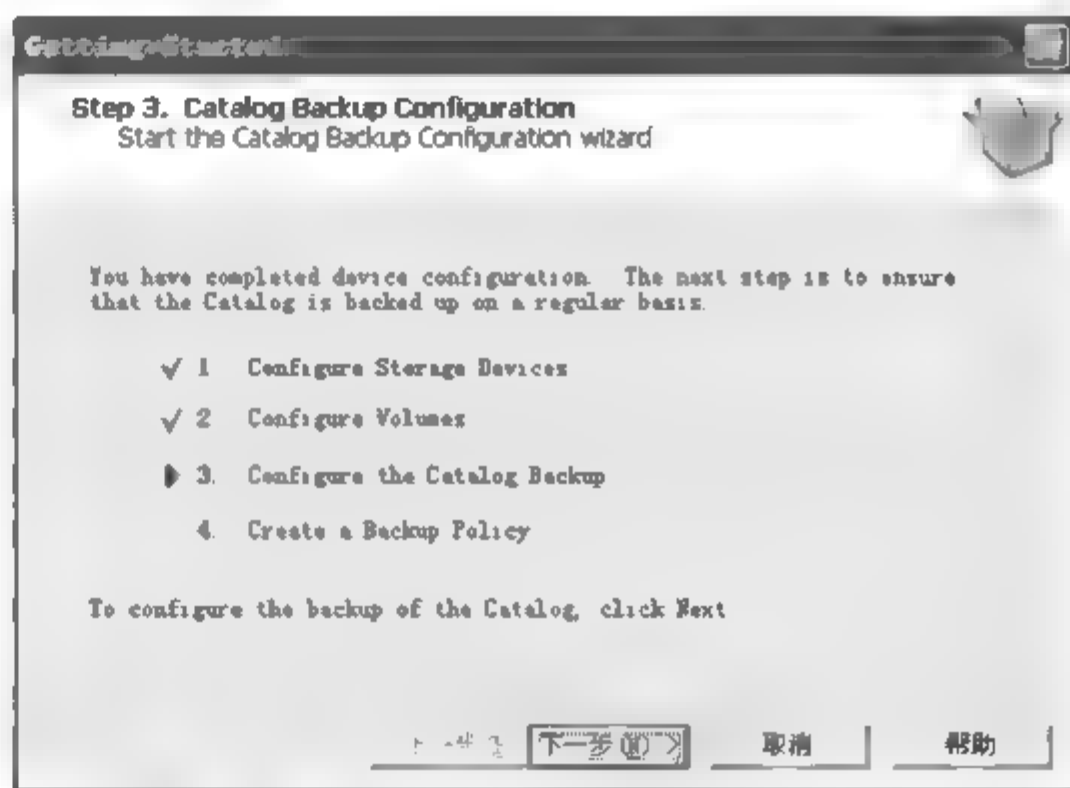 Getting Started
Step 3. Catalog Backup Configuration
Start the Catalog Backup Configuration wizard
You have completed device configuration. The next step is to ensure
that the Catalog is backed up on a regular basis.
✓ 1 Configure Storage Devices
✓ 2 Configure Volumes
3. Configure the Catalog Backup
4. Create a Backup Policy
To configure the backup of the Catalog, click Next
下一步(N) >
取消
帮助